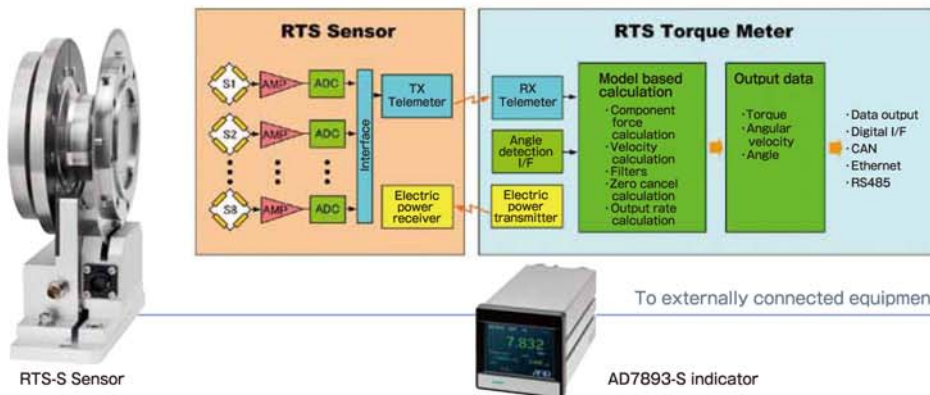 RTS Sensor
S1
AMP
ADC
S2
AMP
ADC
S8
AMP
ADC
Interface
TX
Telemeter
Electric
power
receiver
RTS Torque Meter
RX
Telemeter
Angle
detection
I/F
Electric
power
transmitter
Model based
calculation
・Component
force
calculation
・Velocity
calculation
・Filters
・Zero cancel
calculation
・Output rate
calculation
Output data
・Torque
・Angular
velocity
・Angle
・Data output
・Digital I/F
・CAN
・Ethernet
・RS485
To externally connected equipmen
7.832
RTS-S Sensor
AD7893-S indicator